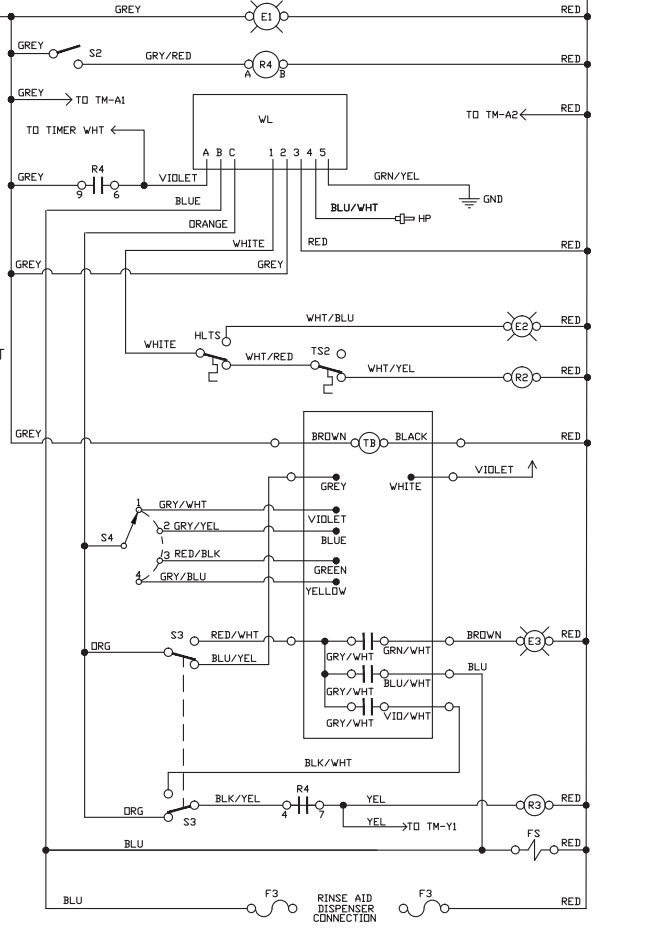 GREY E1 RED
GREY S2
GRY/RED R4 RED
A B
GREY TO TM-A1
WL
TO TM-A2 RED
TO TIMER WHT
A B C 1 2 3 4 5
GREY R4 VIOLET
9 6
GRN/YEL
GND
BLUE
BLU/WHT
HP
ORANGE
WHITE RED RED
GREY GREY
WHT/BLU E2 RED
HLTS
WHITE WHT/RED TS2
WHT/YEL R2 RED
T
GREY BROWN TB BLACK RED
GREY WHITE VIOLET
1 GRY/WHT
VIOLET
2 GRY/YEL
BLUE
S4
3 RED/BLK
GREEN
4 GRY/BLU
YELLOW
S3 RED/WHT BROWN E3 RED
ORG
GRY/WHT GRN/WHT
BLU/YEL
BLU
GRY/WHT BLU/WHT
GRY/WHT VIO/WHT
BLK/WHT
ORG BLK/YEL R4 YEL R3 RED
S3
4 7
YEL TO TM-Y1
BLU FS RED
BLU F3 RINSE AID
DISPENSER
CONNECTION
F3 RED